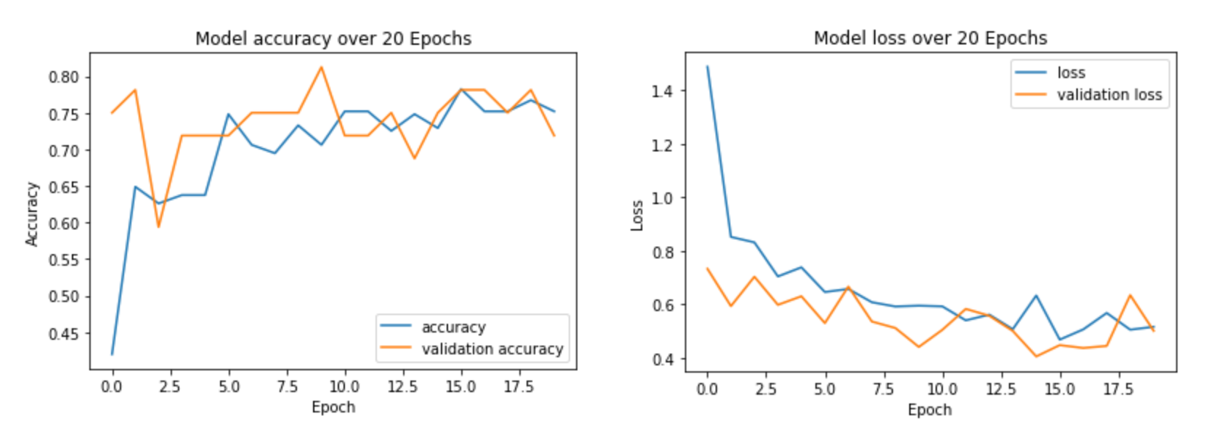 Model accuracy over 20 Epochs
0.80
0.75
0.70
0.65
0.60
0.55
0.50
0.45
Accuracy
accuracy
validation accuracy
0.0 2.5 5.0 7.5 10.0 12.5 15.0 17.5
Epoch
Model loss over 20 Epochs
loss
validation loss
1.4
1.2
1.0
0.8
0.6
0.4
Loss
0.0 2.5 5.0 7.5 10.0 12.5 15.0 17.5
Epoch